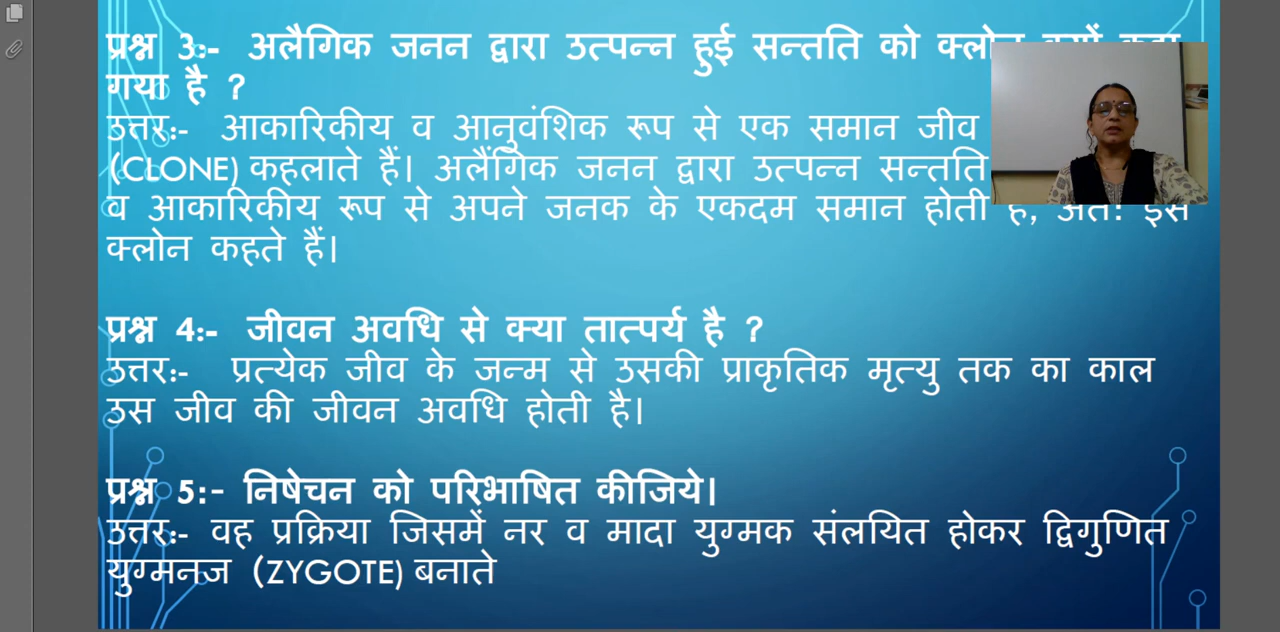 प्रश्न 3:- अलैगिक जनन द्वारा उत्पन्न हुई सन्तति को
गया है ?
उत्तरः- आकारिकीय व आनुवंशिक रूप से एक समान जीव
(CLONE) कहलाते हैं। अलैंगिक जनन द्वारा उत्पन्न सन्तति
व आकारिकीय रूप से अपने जनक के एकदम समान होती
क्लोन कहते हैं।
प्रश्न 4:- जीवन अवधि से क्या तात्पर्य है ?
उत्तरः- प्रत्येक जीव के जन्म से उसकी प्राकृतिक मृत्यु तक का काल
उस जीव की जीवन अवधि होती है।
प्रश्न 5:- निषेचन को परिभाषित कीजिये।
उत्तरः- वह प्रक्रिया जिसमें नर व मादा युग्मक संलयित होकर द्विगुणित
युग्मनज (ZYGOTE) बनाते